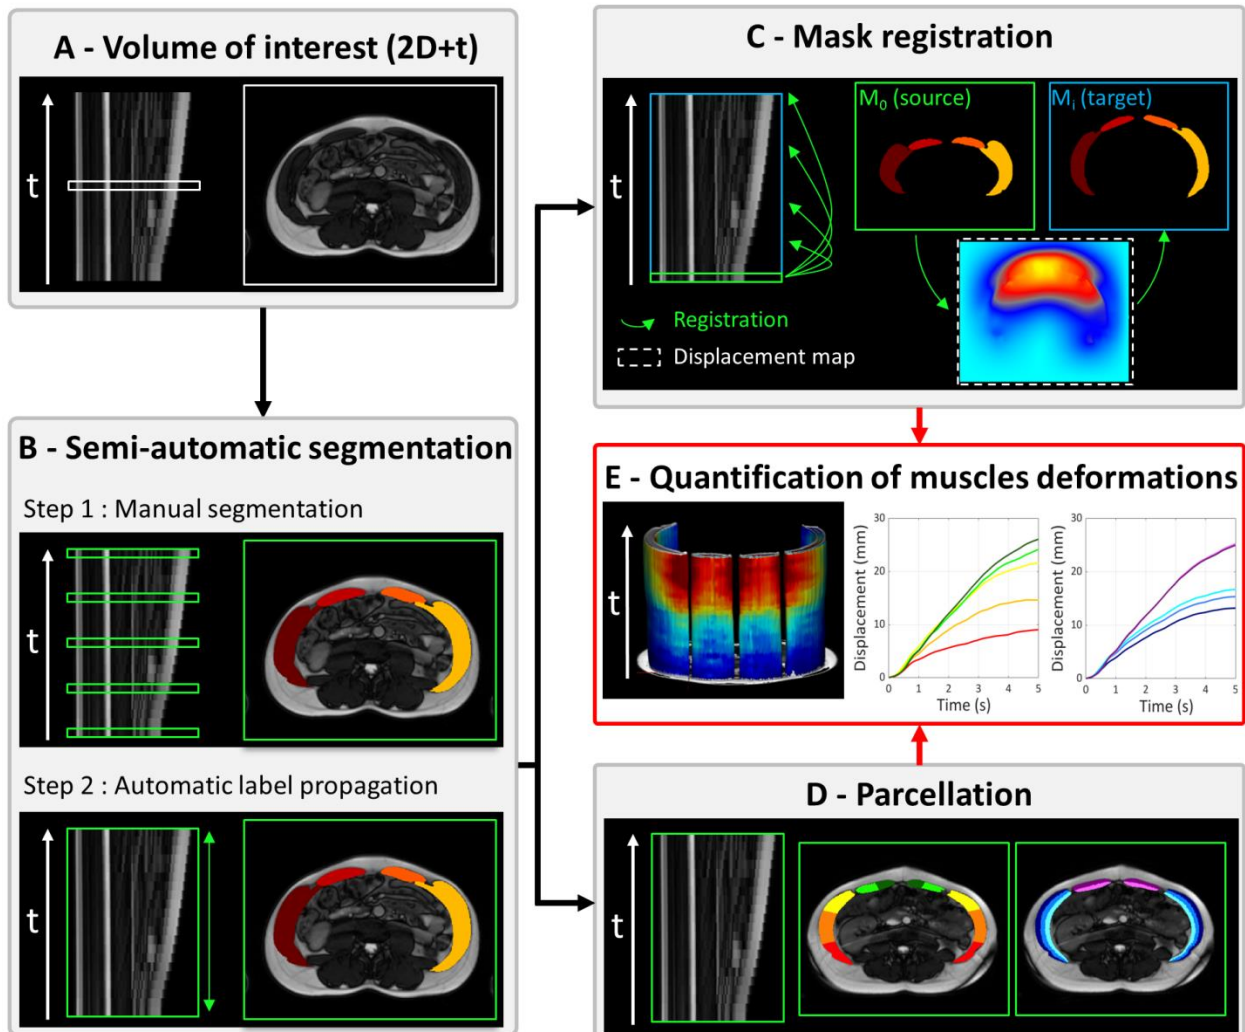 A - Volume of interest (2D+t)
t
B - Semi-automatic segmentation
Step 1 : Manual segmentation
t
Step 2 : Automatic label propagation
t
C - Mask registration
t
M₀ (source)
Mᵢ (target)
Registration
Displacement map
E - Quantification of muscles deformations
t
Displacement (mm)
30
20
10
0
0 1 2 3 4 5
Time (s)
Displacement (mm)
30
20
10
0
0 1 2 3 4 5
Time (s)
D - Parcellation
t